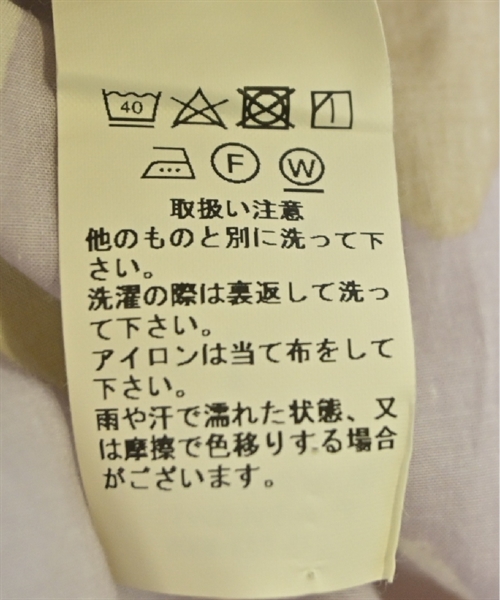 40
F W
取扱い注意
他のものと別に洗って下
さい。
洗濯の際は裏返して洗っ
て下さい。
アイロンは当て布をして
下さい。
雨や汗で濡れた状態、又
は摩擦で色移りする場合
がございます。